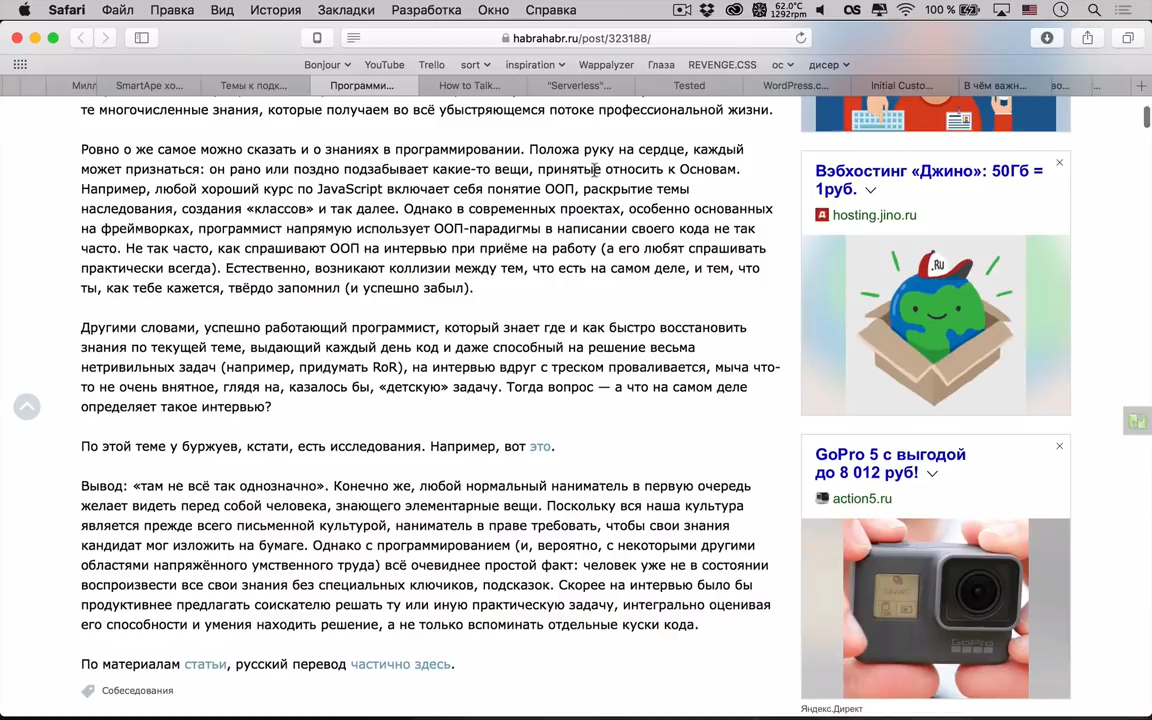 Safari Файл Правка Вид История Закладки Разработка Окно Справка 62.0°C 1292rpm 100 %
habrahabr.ru/post/323188/
Bonjour YouTube Trello sort inspiration Wappalyzer Глаза REVENGE.CSS ос дисер
Милл SmartApe хо... Темы к подк... Программи... How to Talk... "Serverless"... Tested WordPress.c... Initial Custo... В чём важн... во... ...
те многочисленные знания, которые получаем во всё убыстряющемся потоке профессиональной жизни.
Ровно о же самое можно сказать и о знаниях в программировании. Положа руку на сердце, каждый
может признаться: он рано или поздно подзабывает какие-то вещи, принятые относить к Основам.
Например, любой хороший курс по JavaScript включает себя понятие ООП, раскрытие темы
наследования, создания «классов» и так далее. Однако в современных проектах, особенно основанных
на фреймворках, программист напрямую использует ООП-парадигмы в написании своего кода не так
часто. Не так часто, как спрашивают ООП на интервью при приёме на работу (а его любят спрашивать
практически всегда). Естественно, возникают коллизии между тем, что есть на самом деле, и тем, что
ты, как тебе кажется, твёрдо запомнил (и успешно забыл).
Другими словами, успешно работающий программист, который знает где и как быстро восстановить
знания по текущей теме, выдающий каждый день код и даже способный на решение весьма
нетривильных задач (например, придумать RoR), на интервью вдруг с треском проваливается, мыча что-
то не очень внятное, глядя на, казалось бы, «детскую» задачу. Тогда вопрос — а что на самом деле
определяет такое интервью?
По этой теме у буржуев, кстати, есть исследования. Например, вот это.
Вывод: «там не всё так однозначно». Конечно же, любой нормальный наниматель в первую очередь
желает видеть перед собой человека, знающего элементарные вещи. Поскольку вся наша культура
является прежде всего письменной культурой, наниматель в праве требовать, чтобы свои знания
кандидат мог изложить на бумаге. Однако с программированием (и, вероятно, с некоторыми другими
областями напряжённого умственного труда) всё очевиднее простой факт: человек уже не в состоянии
воспроизвести все свои знания без специальных ключиков, подсказок. Скорее на интервью было бы
продуктивнее предлагать соискателю решать ту или иную практическую задачу, интегрально оценивая
его способности и умения находить решение, а не только вспоминать отдельные куски кода.
По материалам статьи, русский перевод частично здесь.
Собеседования
Вэбхостинг «Джино»: 50Гб =
1руб.
hosting.jino.ru
.RU
GoPro 5 с выгодой
до 8 012 руб!
action5.ru
GoPro
Яндекс.Директ